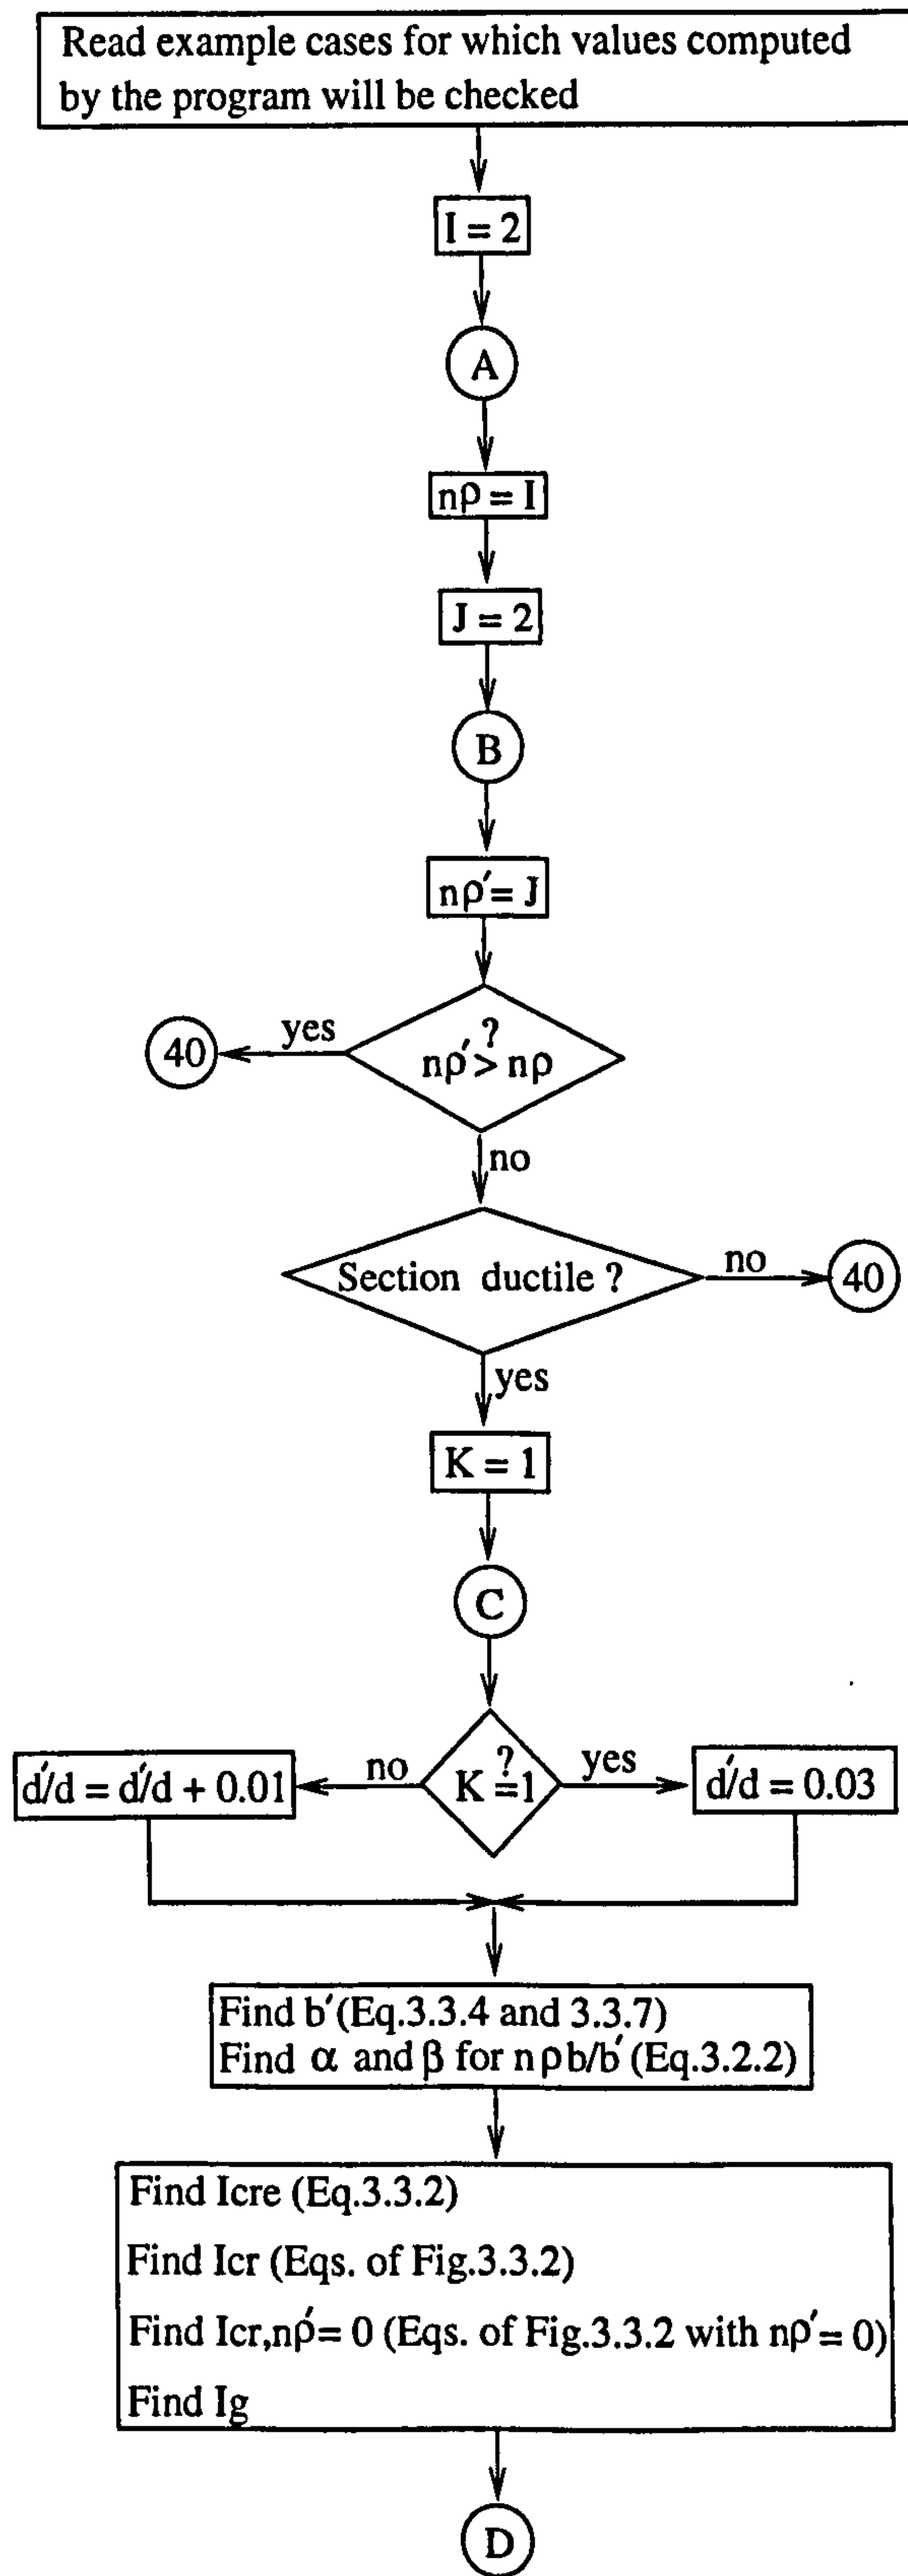 Read example cases for which values computed
by the program will be checked
I = 2
A
nρ = I
J = 2
B
nρ′= J
?
nρ′> nρ
yes
40
no
Section ductile ?
no
40
yes
K = 1
C
?
K =1
no
yes
d′/d = d′/d + 0.01
d′/d = 0.03
Find b′(Eq.3.3.4 and 3.3.7)
Find α and β for nρb/b′ (Eq.3.2.2)
Find Icre (Eq.3.3.2)
Find Icr (Eqs. of Fig.3.3.2)
Find Icr,nρ′= 0 (Eqs. of Fig.3.3.2 with nρ′= 0)
Find Ig
D